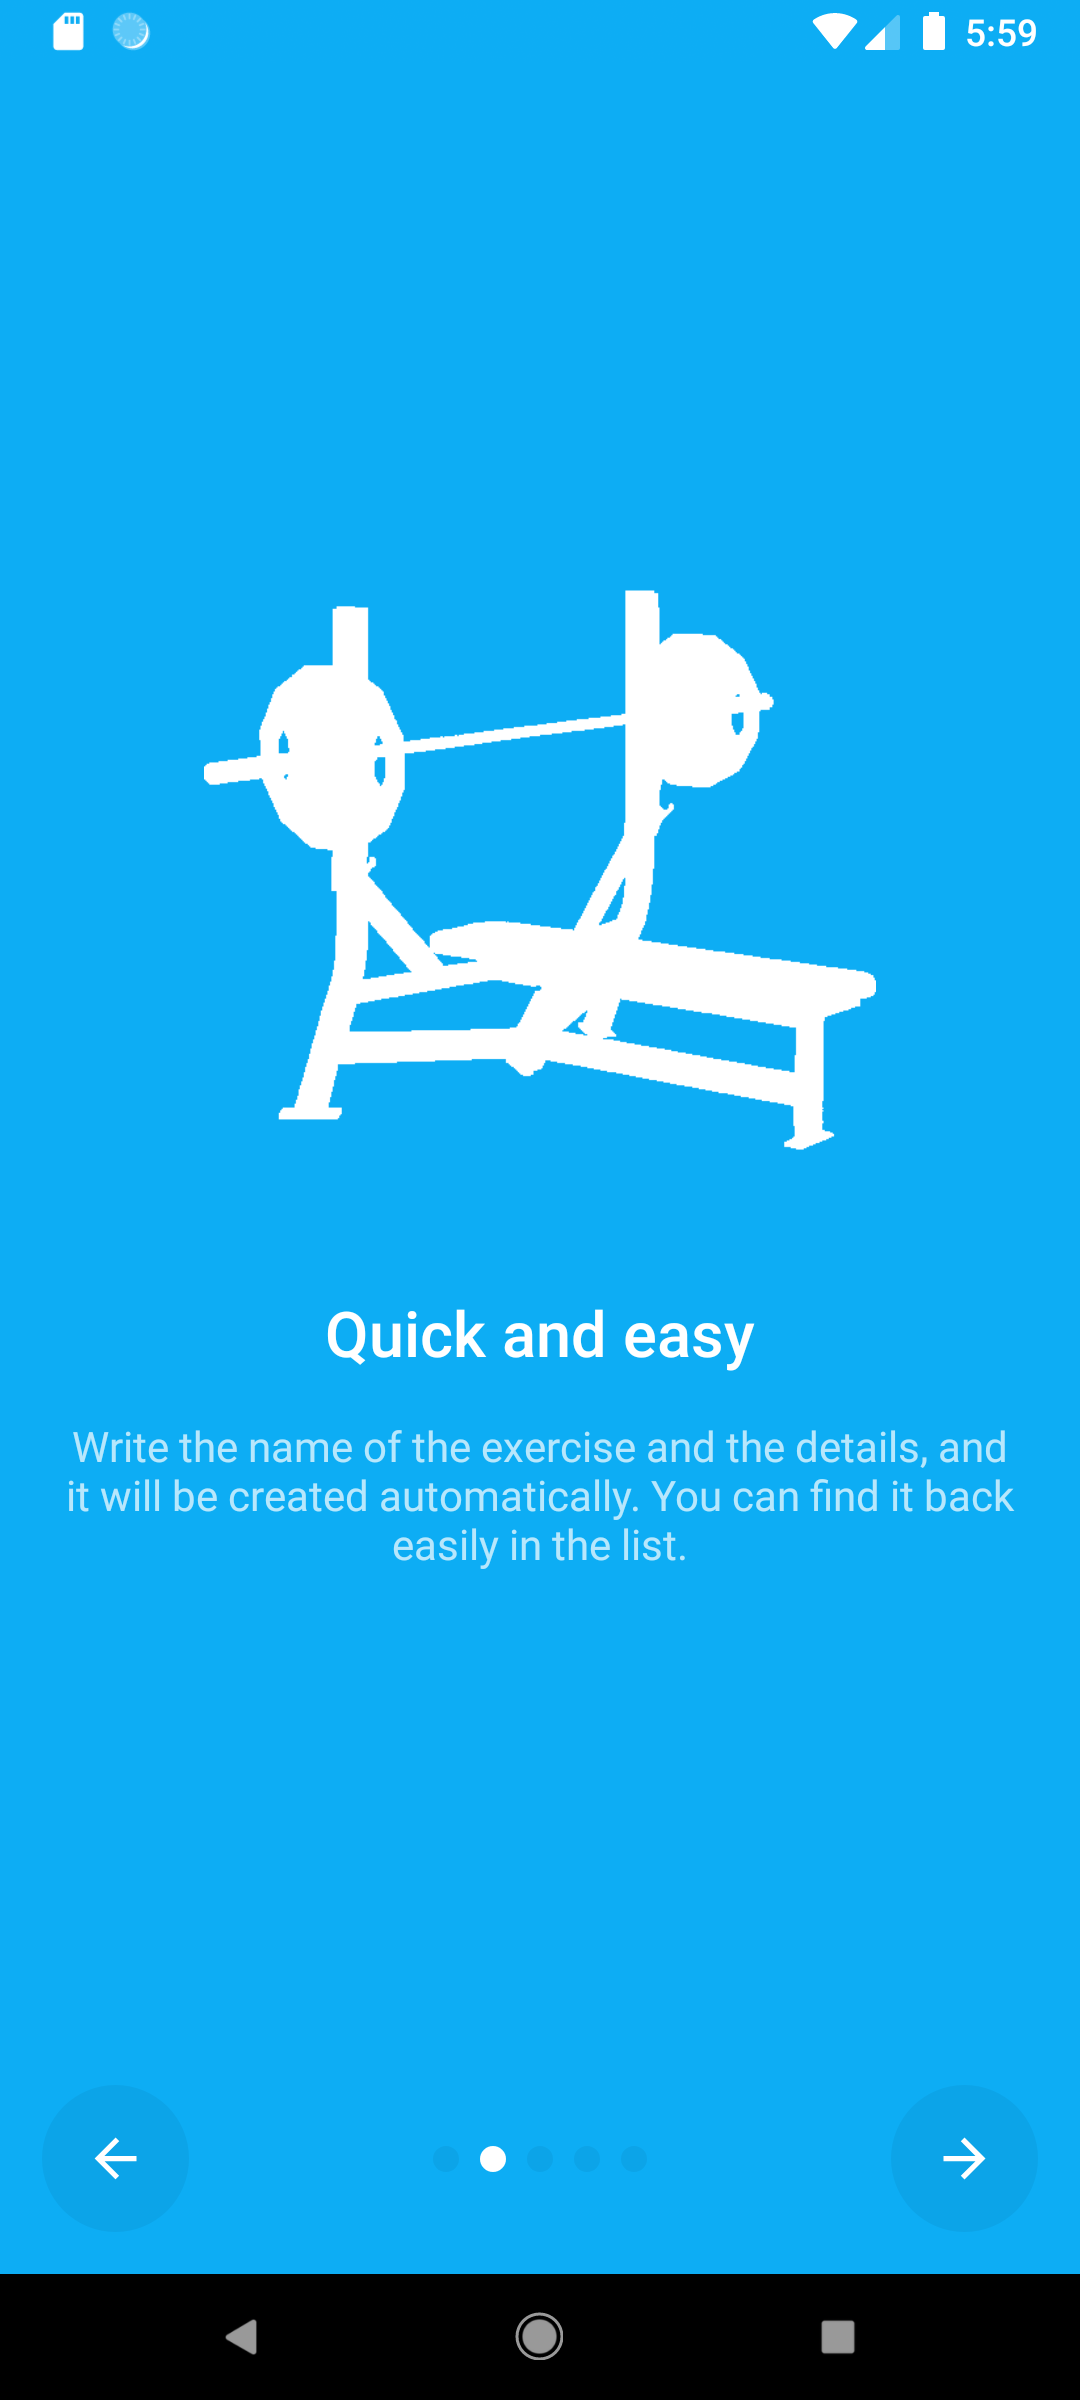 5:59
Quick and easy
Write the name of the exercise and the details, and
it will be created automatically. You can find it back
easily in the list.